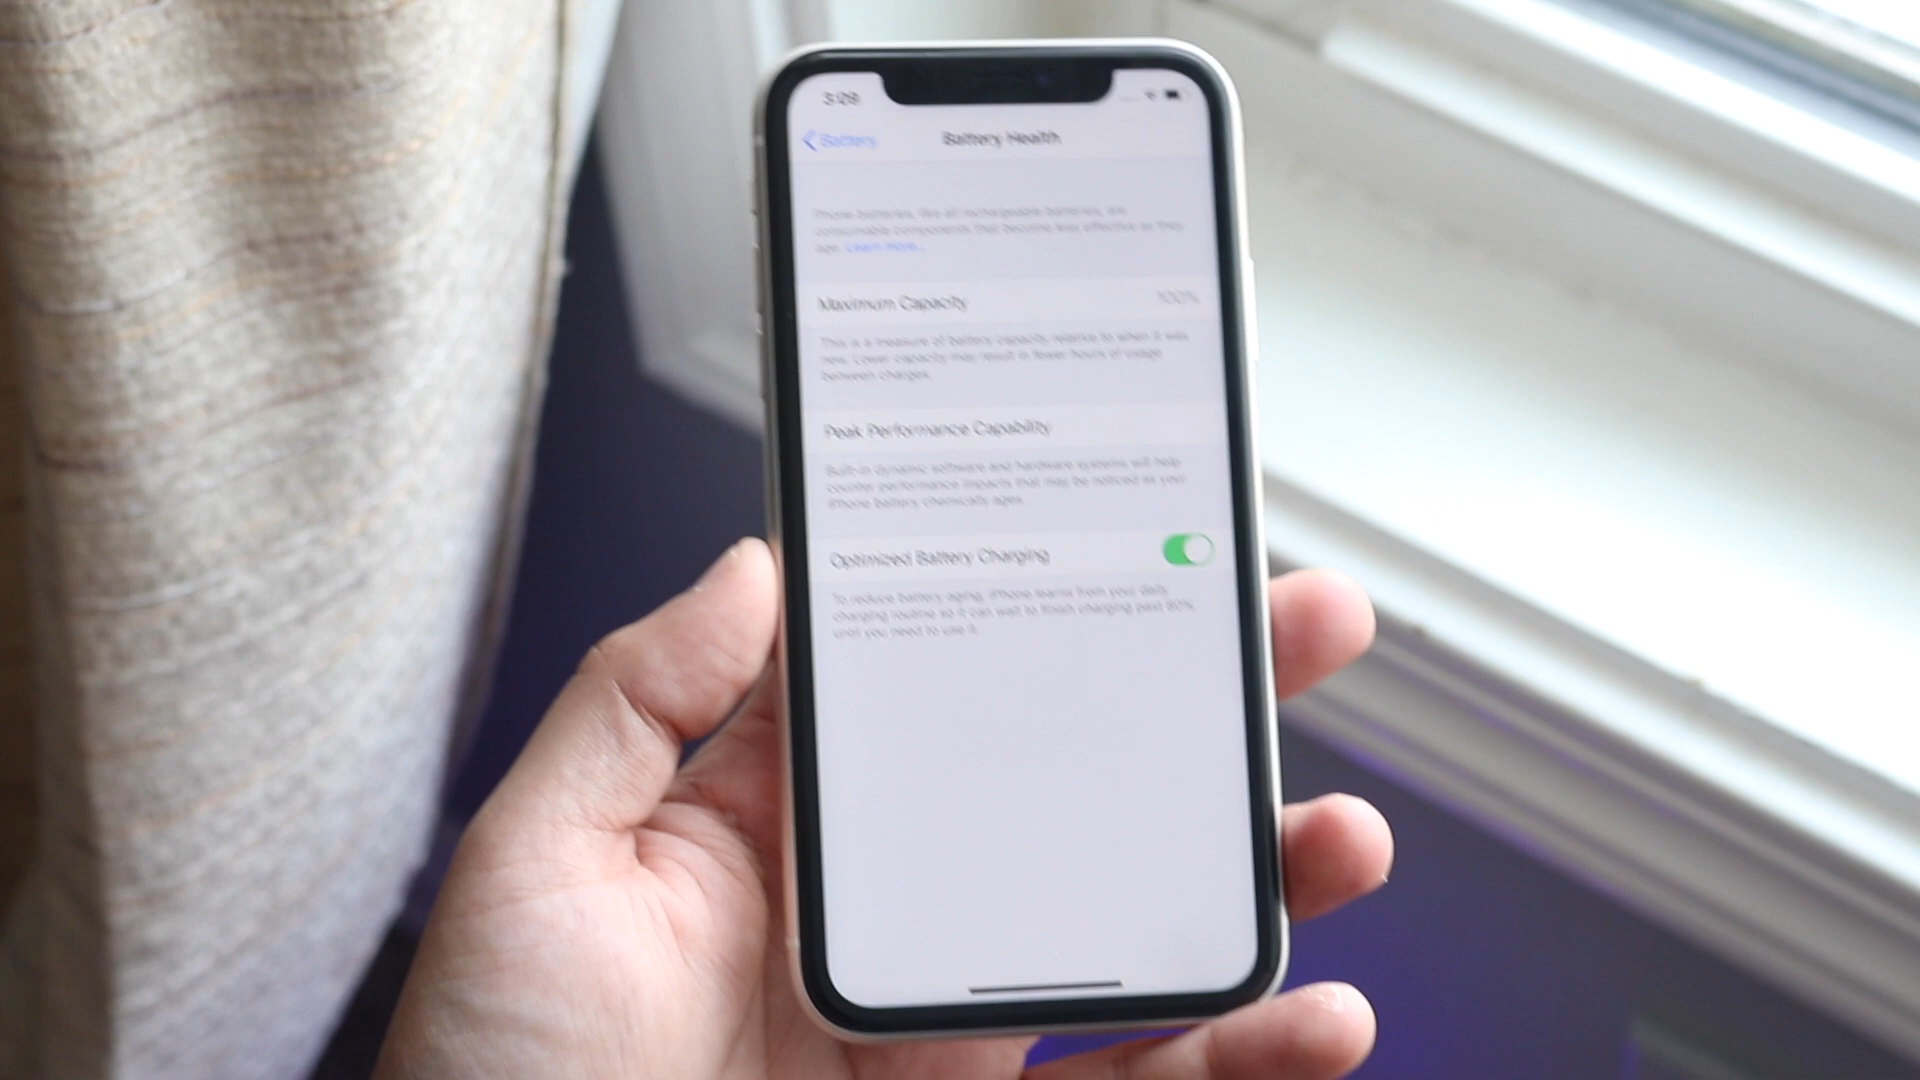 3:09
Battery
Battery Health
Phone batteries, like all rechargeable batteries, are
consumable components that become less effective as they
age. Learn more...
Maximum Capacity 100%
This is a measure of battery capacity relative to when it was
new. Lower capacity may result in fewer hours of usage
between charges.
Peak Performance Capability
Built-in dynamic software and hardware systems will help
counter performance impacts that may be noticed as your
iPhone battery chemically ages.
Optimized Battery Charging
To reduce battery aging, iPhone learns from your daily
charging routine so it can wait to finish charging past 80%
until you need to use it.